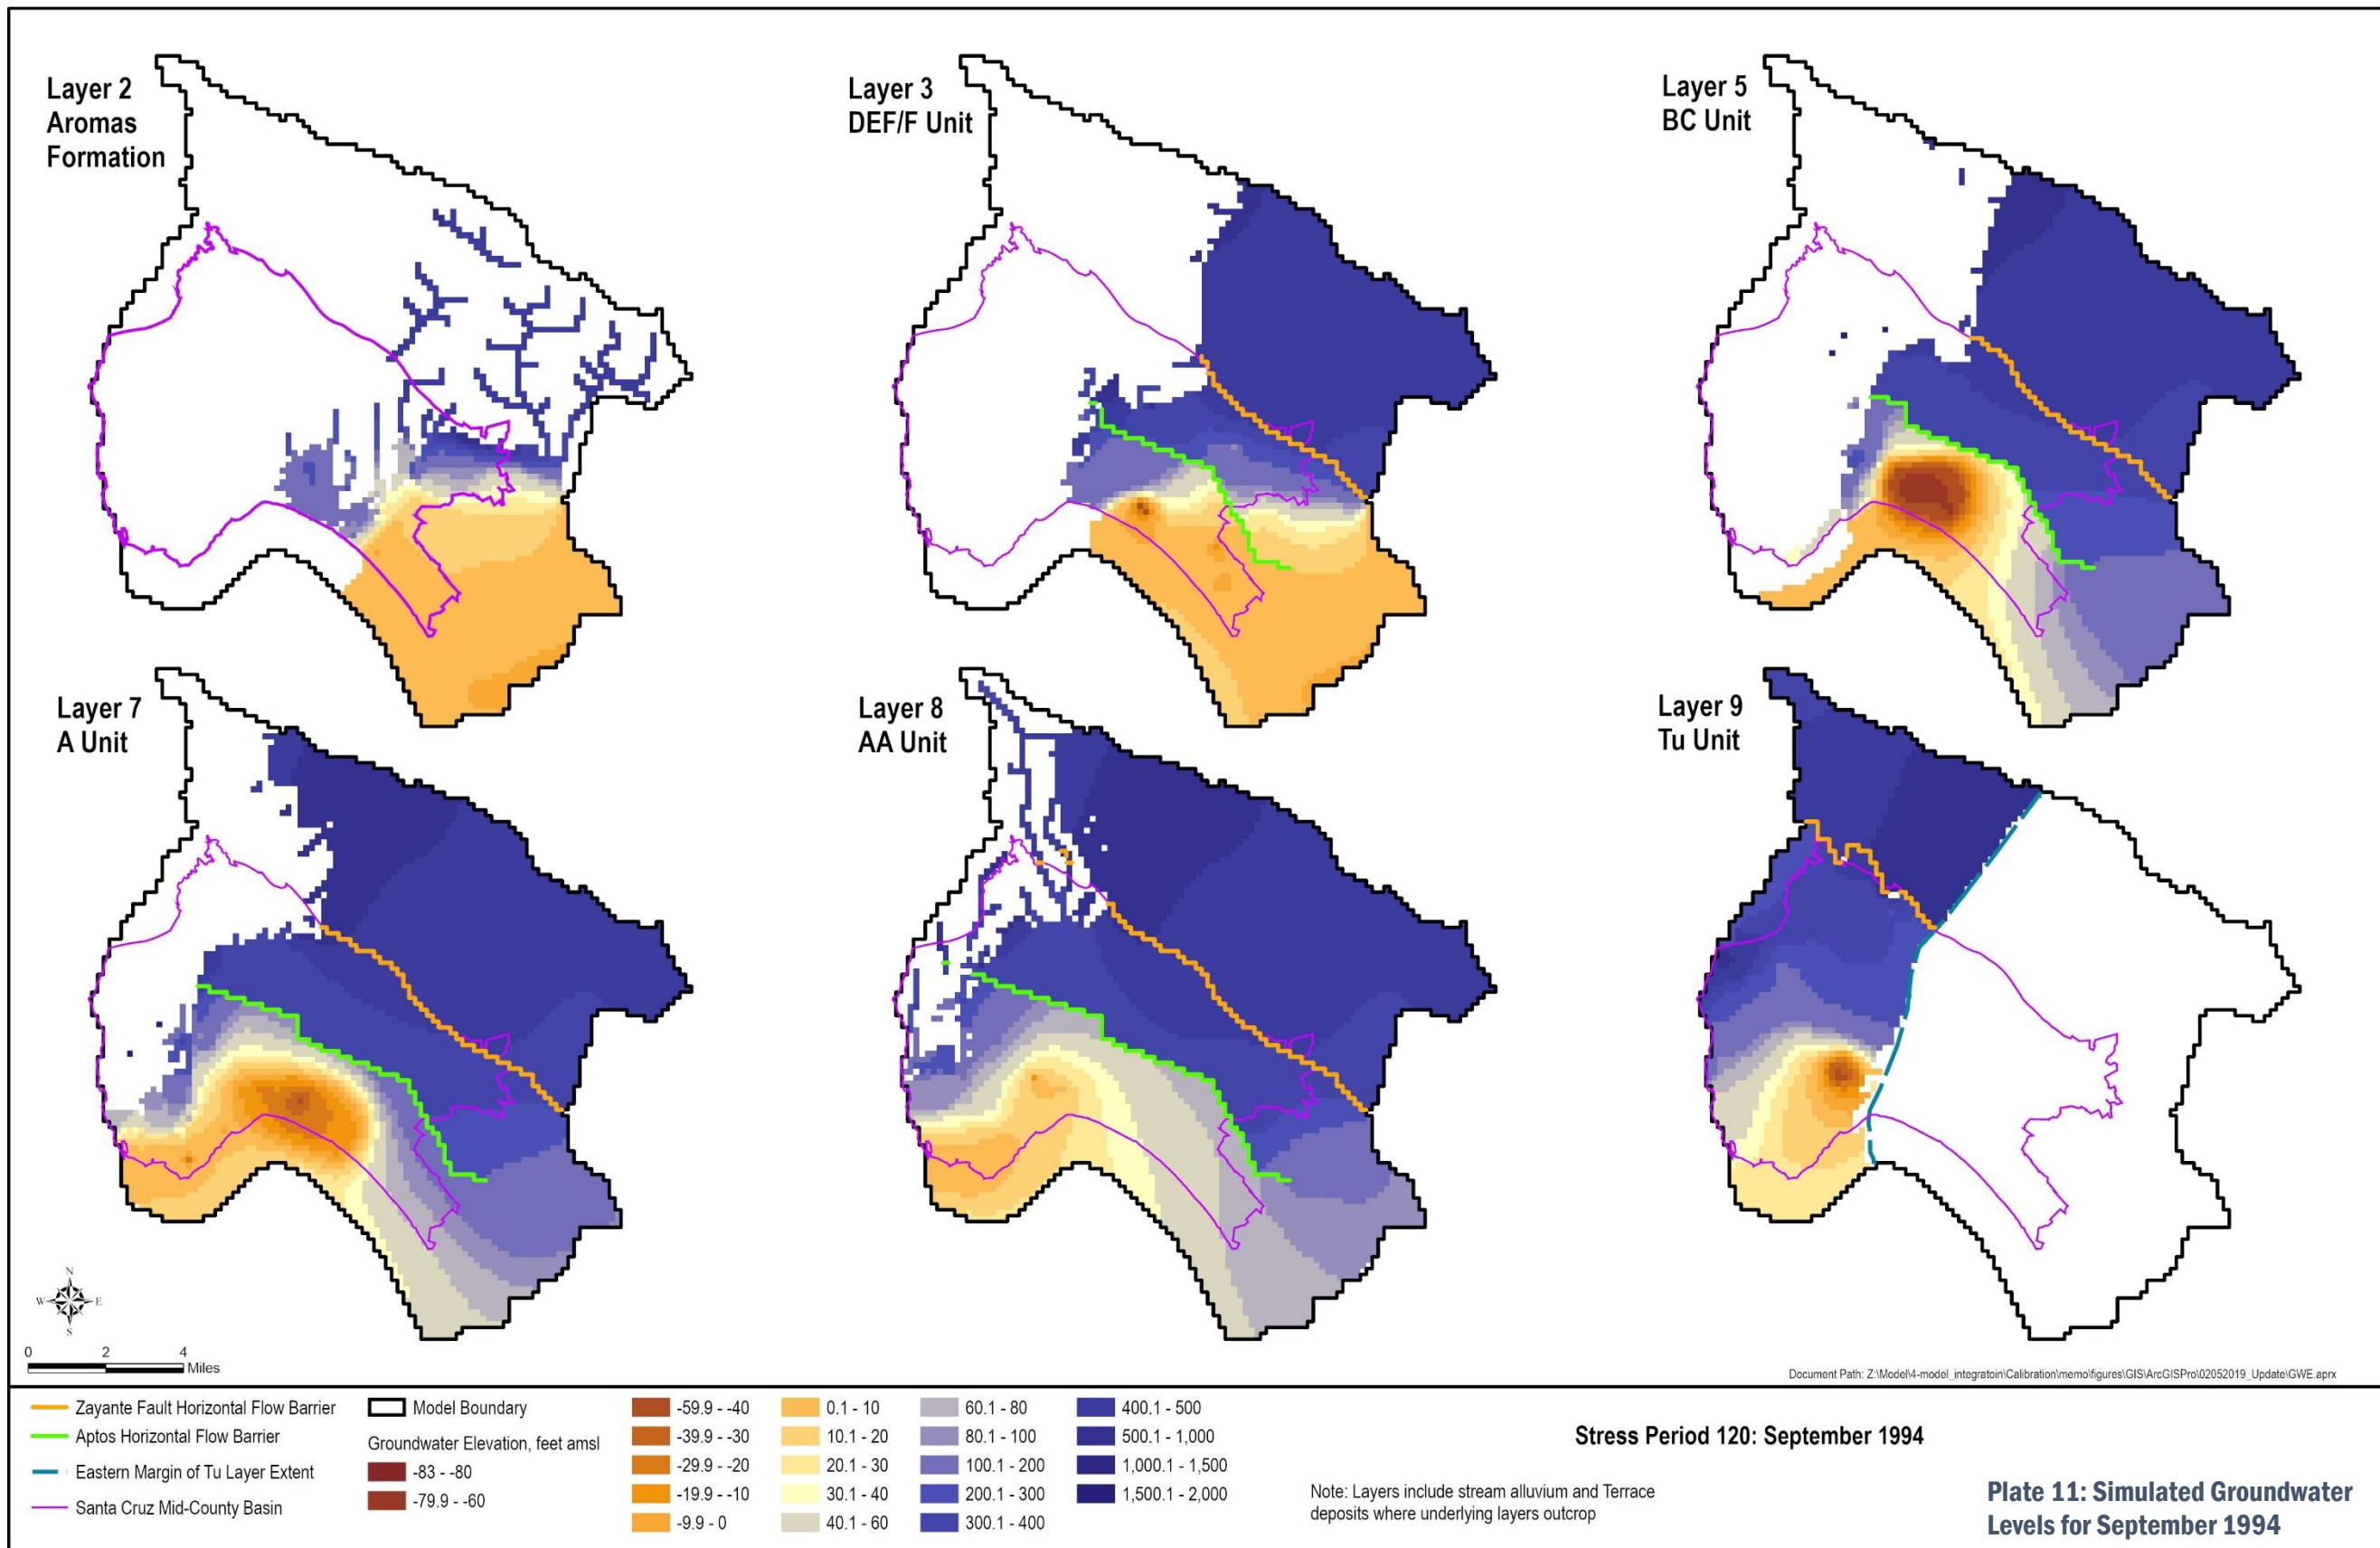 Layer 2
Aromas
Formation
Layer 3
DEF/F Unit
Layer 5
BC Unit
Layer 7
A Unit
Layer 8
AA Unit
Layer 9
Tu Unit
N
W E
S
0 2 4
Miles
Document Path: Z:\Model\4-model_integratoin\Calibration\memo\figures\GIS\ArcGISPro\02052019_Update\GWE.aprx
Zayante Fault Horizontal Flow Barrier
Aptos Horizontal Flow Barrier
Eastern Margin of Tu Layer Extent
Santa Cruz Mid-County Basin
Model Boundary
Groundwater Elevation, feet amsl
-83 - -80
-79.9 - -60
-59.9 - -40
-39.9 - -30
-29.9 - -20
-19.9 - -10
-9.9 - 0
0.1 - 10
10.1 - 20
20.1 - 30
30.1 - 40
40.1 - 60
60.1 - 80
80.1 - 100
100.1 - 200
200.1 - 300
300.1 - 400
400.1 - 500
500.1 - 1,000
1,000.1 - 1,500
1,500.1 - 2,000
Stress Period 120: September 1994
Note: Layers include stream alluvium and Terrace
deposits where underlying layers outcrop
Plate 11: Simulated Groundwater
Levels for September 1994